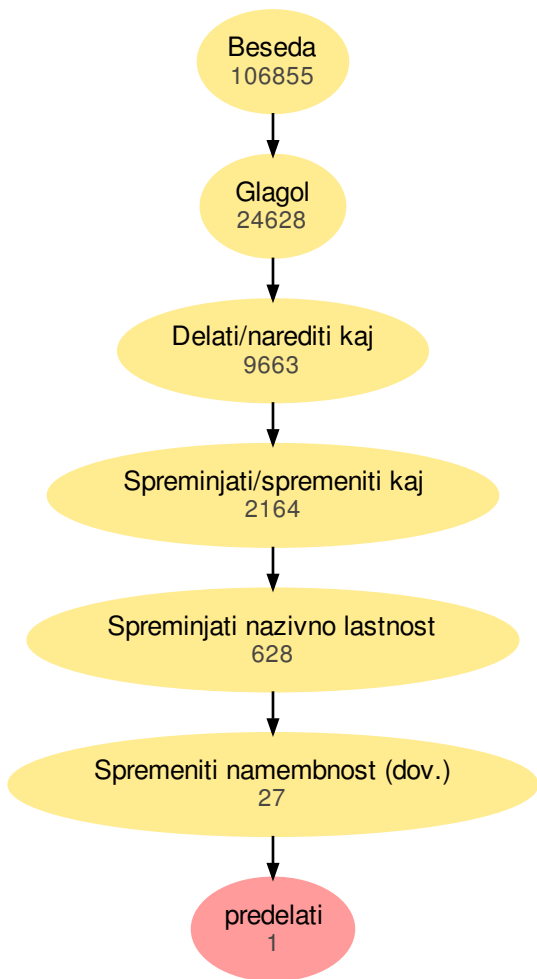 Beseda
106855
Glagol
24628
Delati/narediti kaj
9663
Spreminjati/spremeniti kaj
2164
Spreminjati nazivno lastnost
628
Spremeniti namembnost (dov.)
27
predelati
1